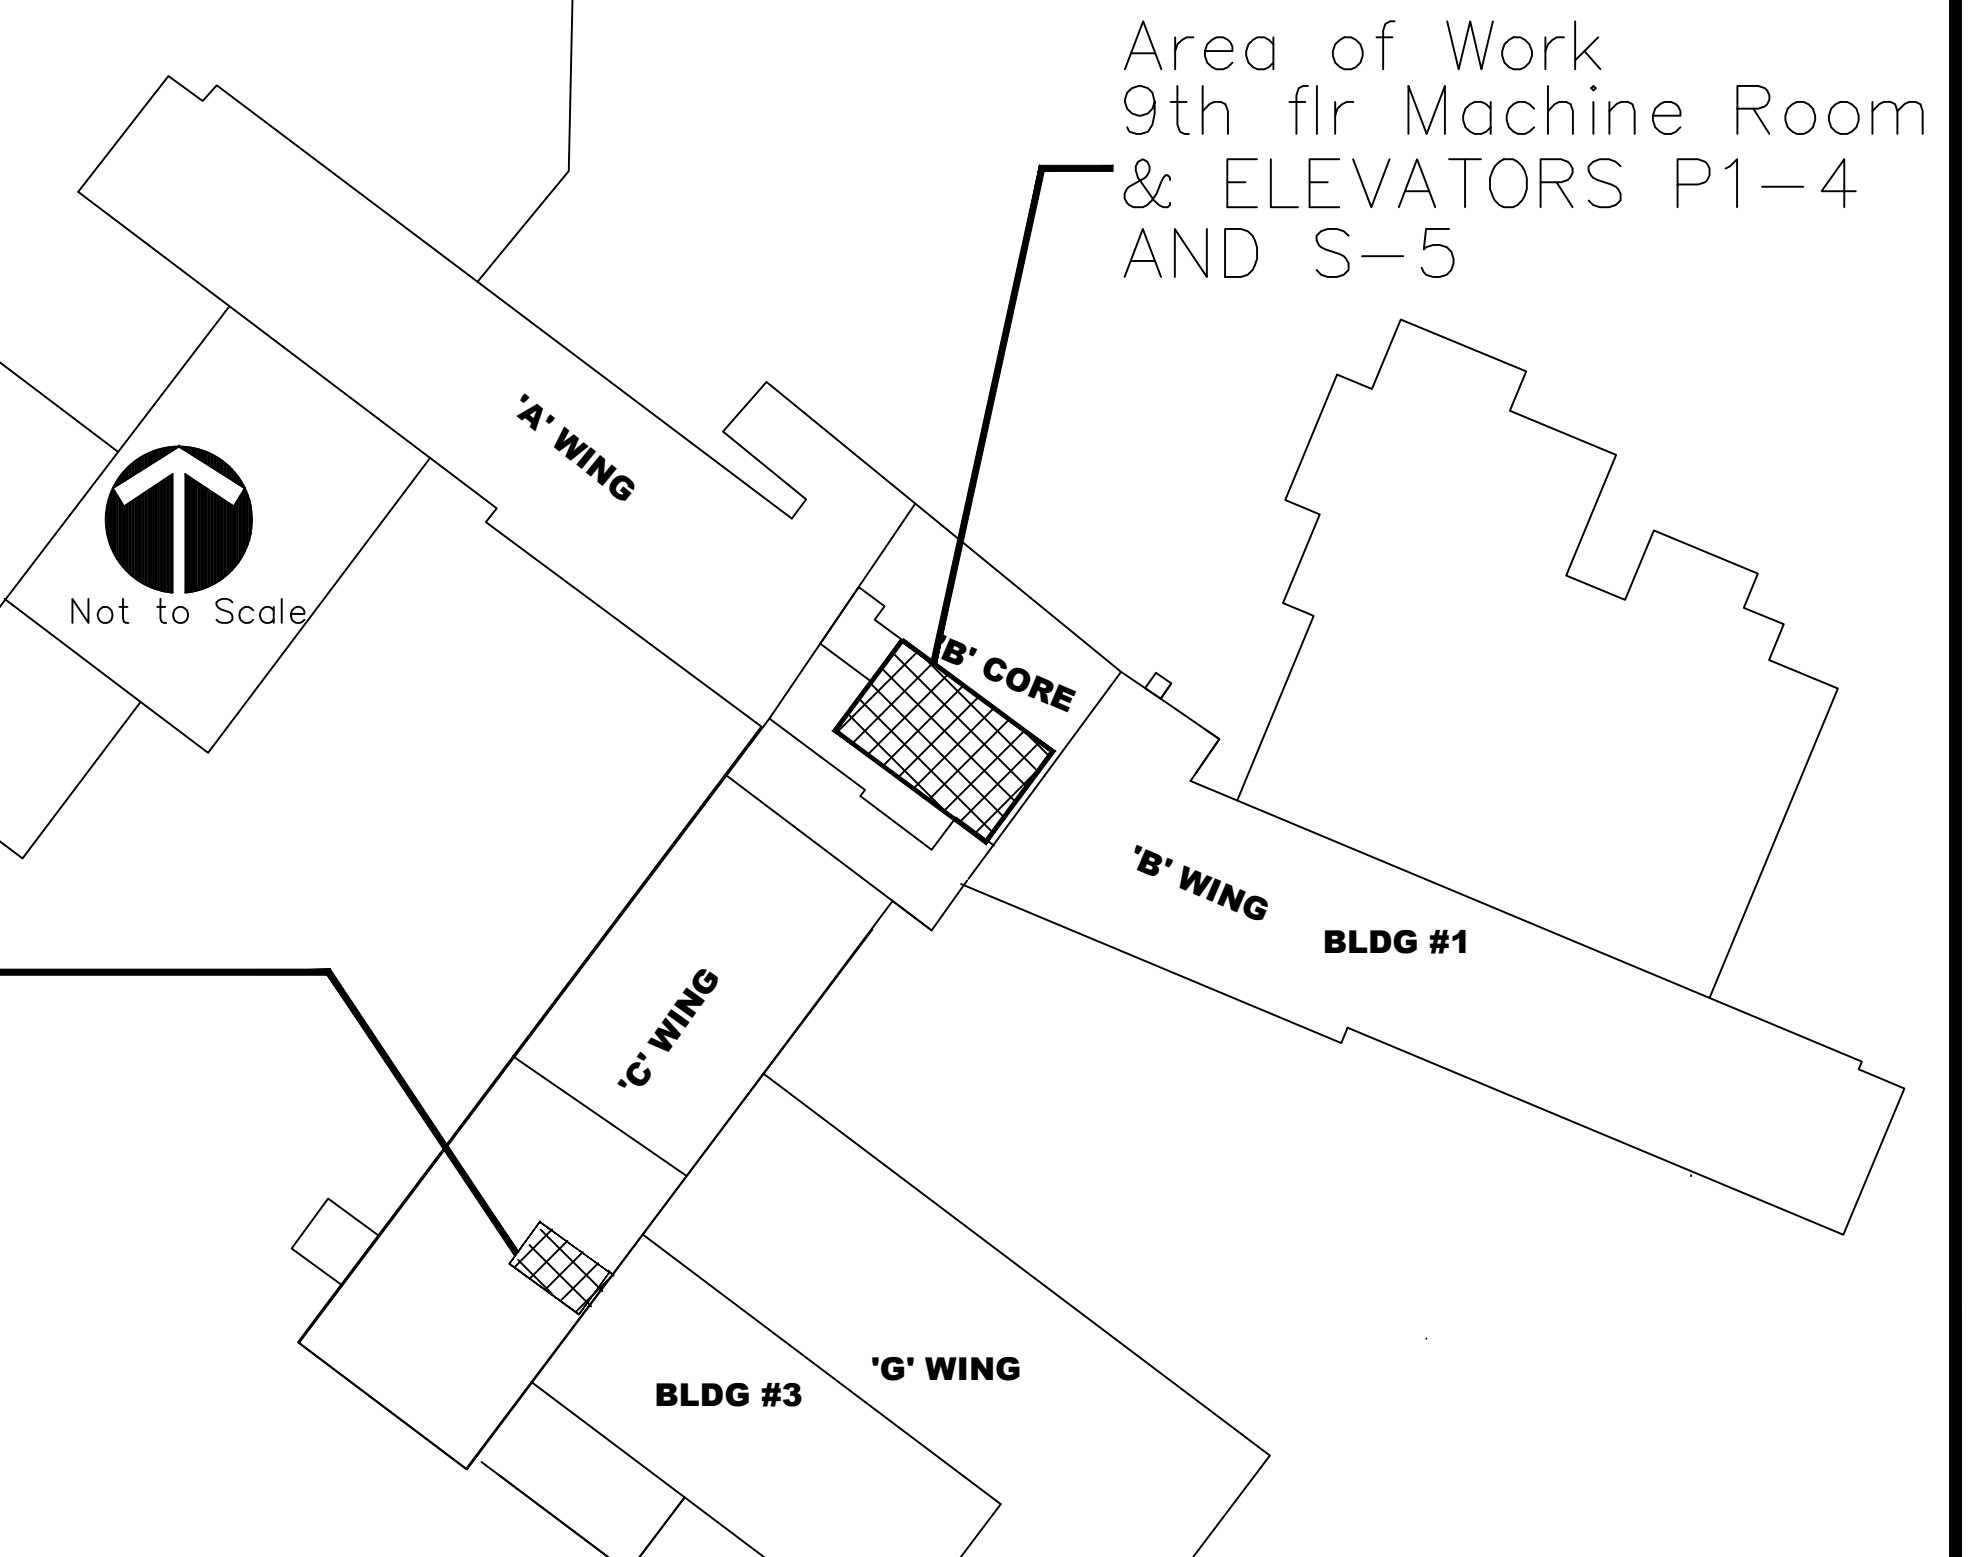 Area of Work
9th flr Machine Room
& ELEVATORS P1-4
AND S-5
'A' WING
Not to Scale
'B' CORE
'B' WING
BLDG #1
'C' WING
'G' WING
BLDG #3